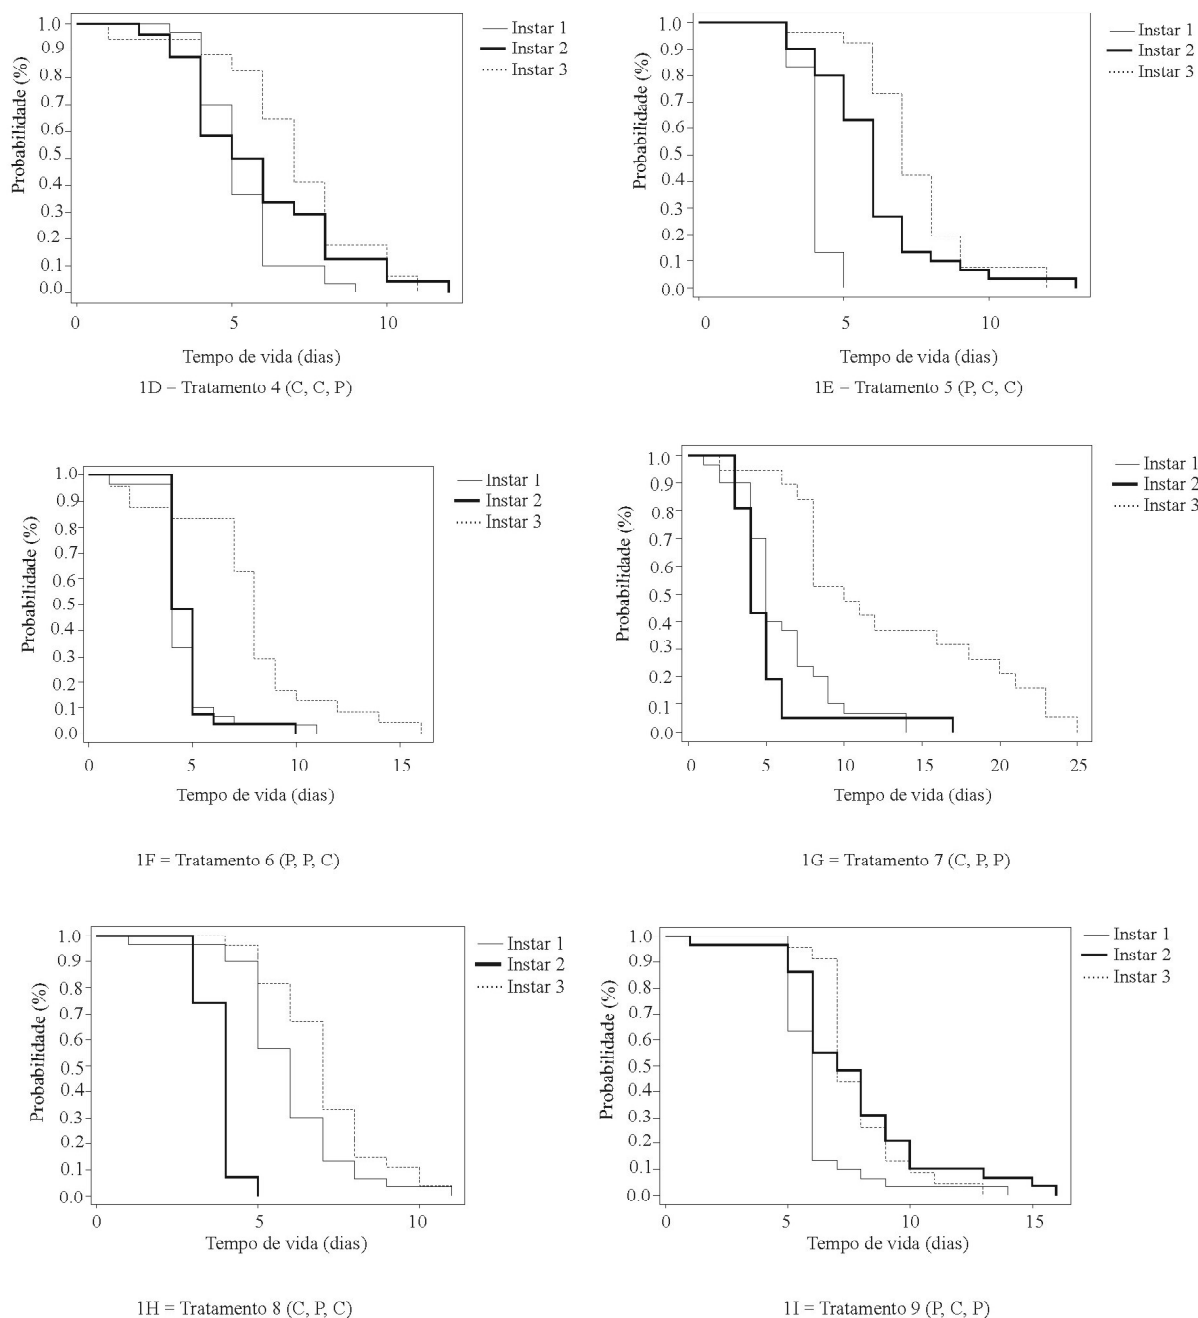 Probabilidade (%)
1.0
0.9
0.8
0.7
0.6
0.5
0.4
0.3
0.2
0.1
0.0
0 5 10
Tempo de vida (dias)
Instar 1
Instar 2
Instar 3
1D – Tratamento 4 (C, C, P)
Probabilidade (%)
1.0
0.9
0.8
0.7
0.6
0.5
0.4
0.3
0.2
0.1
0.0
0 5 10
Tempo de vida (dias)
Instar 1
Instar 2
Instar 3
1E – Tratamento 5 (P, C, C)
Probabilidade (%)
1.0
0.9
0.8
0.7
0.6
0.5
0.4
0.3
0.2
0.1
0.0
0 5 10 15
Tempo de vida (dias)
Instar 1
Instar 2
Instar 3
1F = Tratamento 6 (P, P, C)
Probabilidade (%)
1.0
0.9
0.8
0.7
0.6
0.5
0.4
0.3
0.2
0.1
0.0
0 5 10 15 20 25
Tempo de vida (dias)
Instar 1
Instar 2
Instar 3
1G = Tratamento 7 (C, P, P)
Probabilidade (%)
1.0
0.9
0.8
0.7
0.6
0.5
0.4
0.3
0.2
0.1
0.0
0 5 10
Tempo de vida (dias)
Instar 1
Instar 2
Instar 3
1H = Tratamento 8 (C, P, C)
Probabilidade (%)
1.0
0.9
0.8
0.7
0.6
0.5
0.4
0.3
0.2
0.1
0.0
0 5 10 15
Tempo de vida (dias)
Instar 1
Instar 2
Instar 3
1I = Tratamento 9 (P, C, P)